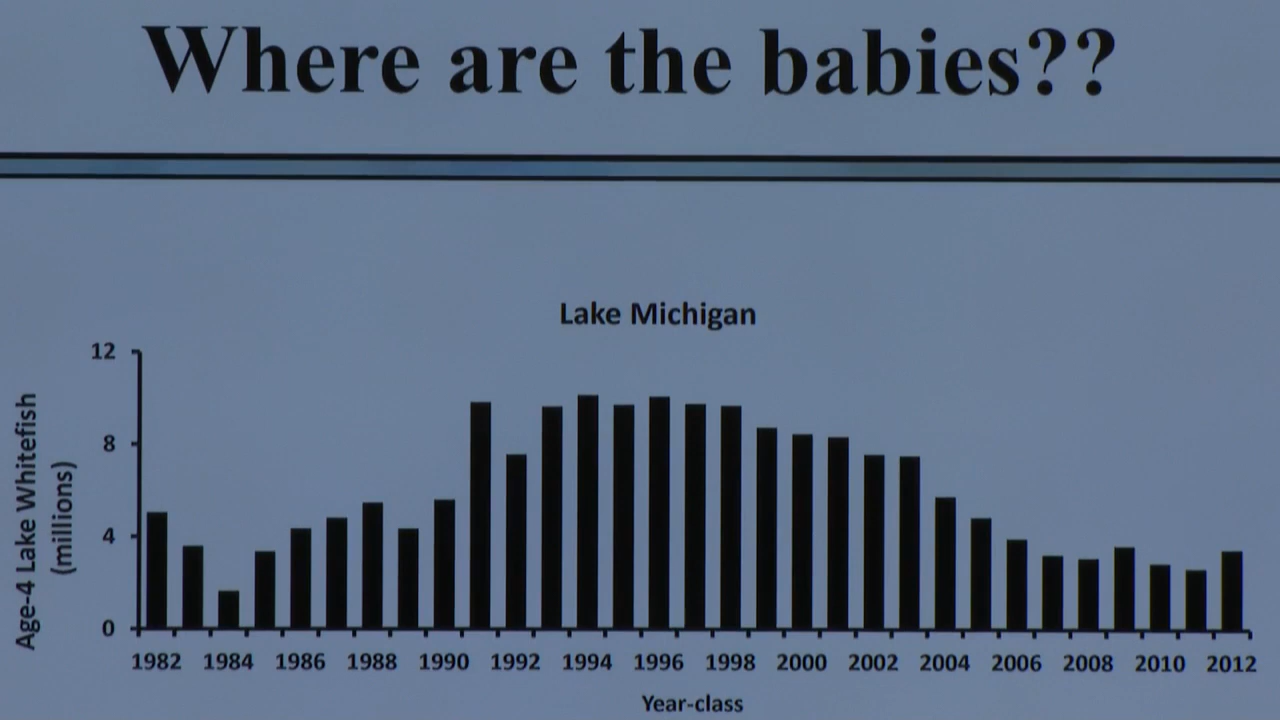 Where are the babies??
Lake Michigan
Age-4 Lake Whitefish
(millions)
12
8
4
0
1982 1984 1986 1988 1990 1992 1994 1996 1998 2000 2002 2004 2006 2008 2010 2012
Year-class